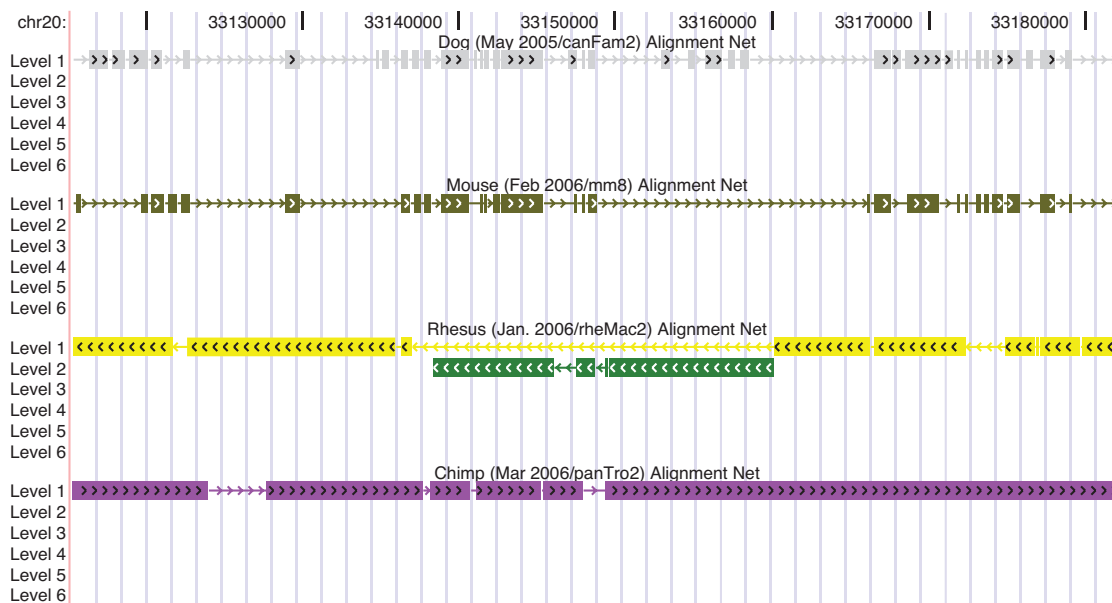 chr20: 33130000 33140000 33150000 33160000 33170000 33180000
Dog (May 2005/canFam2) Alignment Net
Level 1
Level 2
Level 3
Level 4
Level 5
Level 6
Mouse (Feb 2006/mm8) Alignment Net
Level 1
Level 2
Level 3
Level 4
Level 5
Level 6
Rhesus (Jan. 2006/rheMac2) Alignment Net
Level 1
Level 2
Level 3
Level 4
Level 5
Level 6
Chimp (Mar 2006/panTro2) Alignment Net
Level 1
Level 2
Level 3
Level 4
Level 5
Level 6